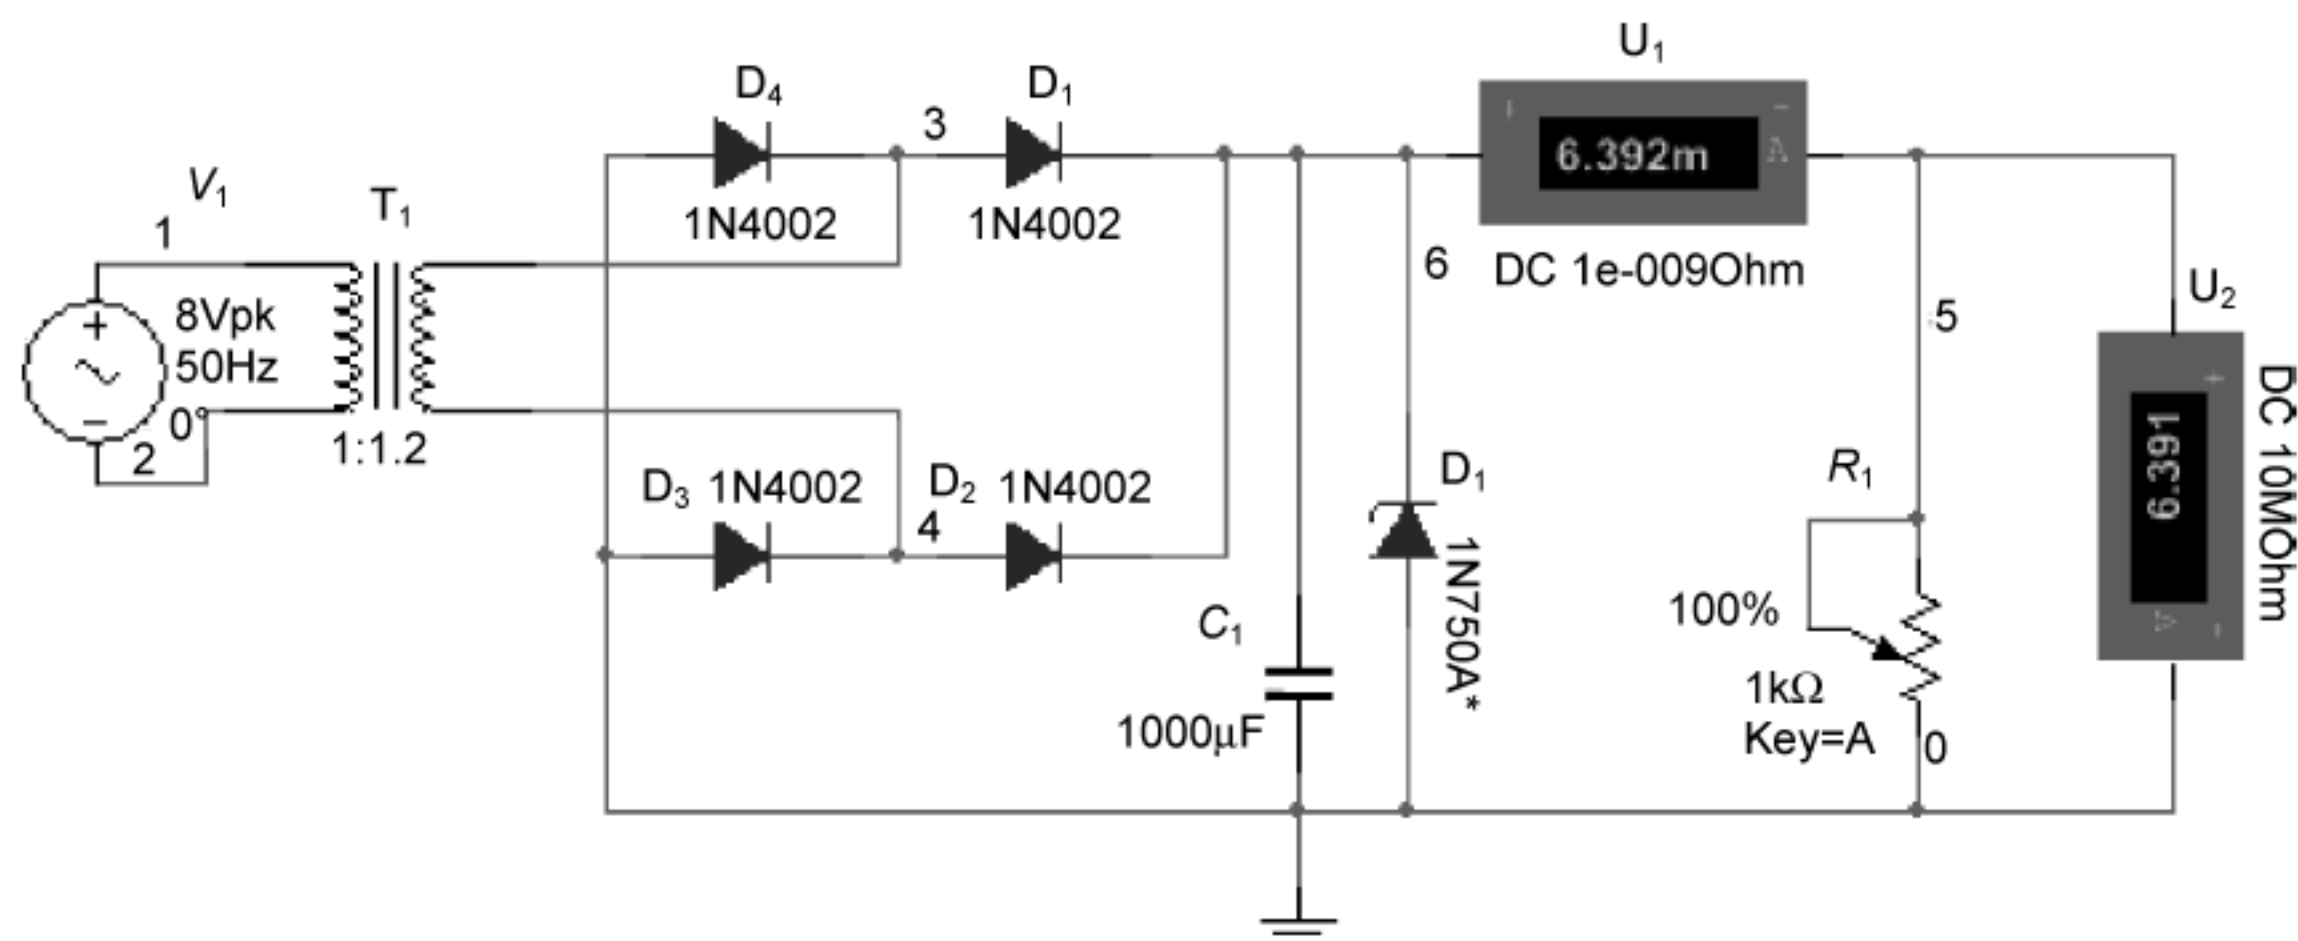 U₁
D₄
D₁
3
+
−
6.392m
A
V₁
T₁
1
1N4002
1N4002
6
DC 1e-009Ohm
U₂
8Vpk
50Hz
+
−
0°
2
1:1.2
5
DC 10MOhm
+
6.391
−
D₃ 1N4002
D₂ 1N4002
4
D₁
1N750A*
R₁
100%
1kΩ
Key=A
0
C₁
1000μF